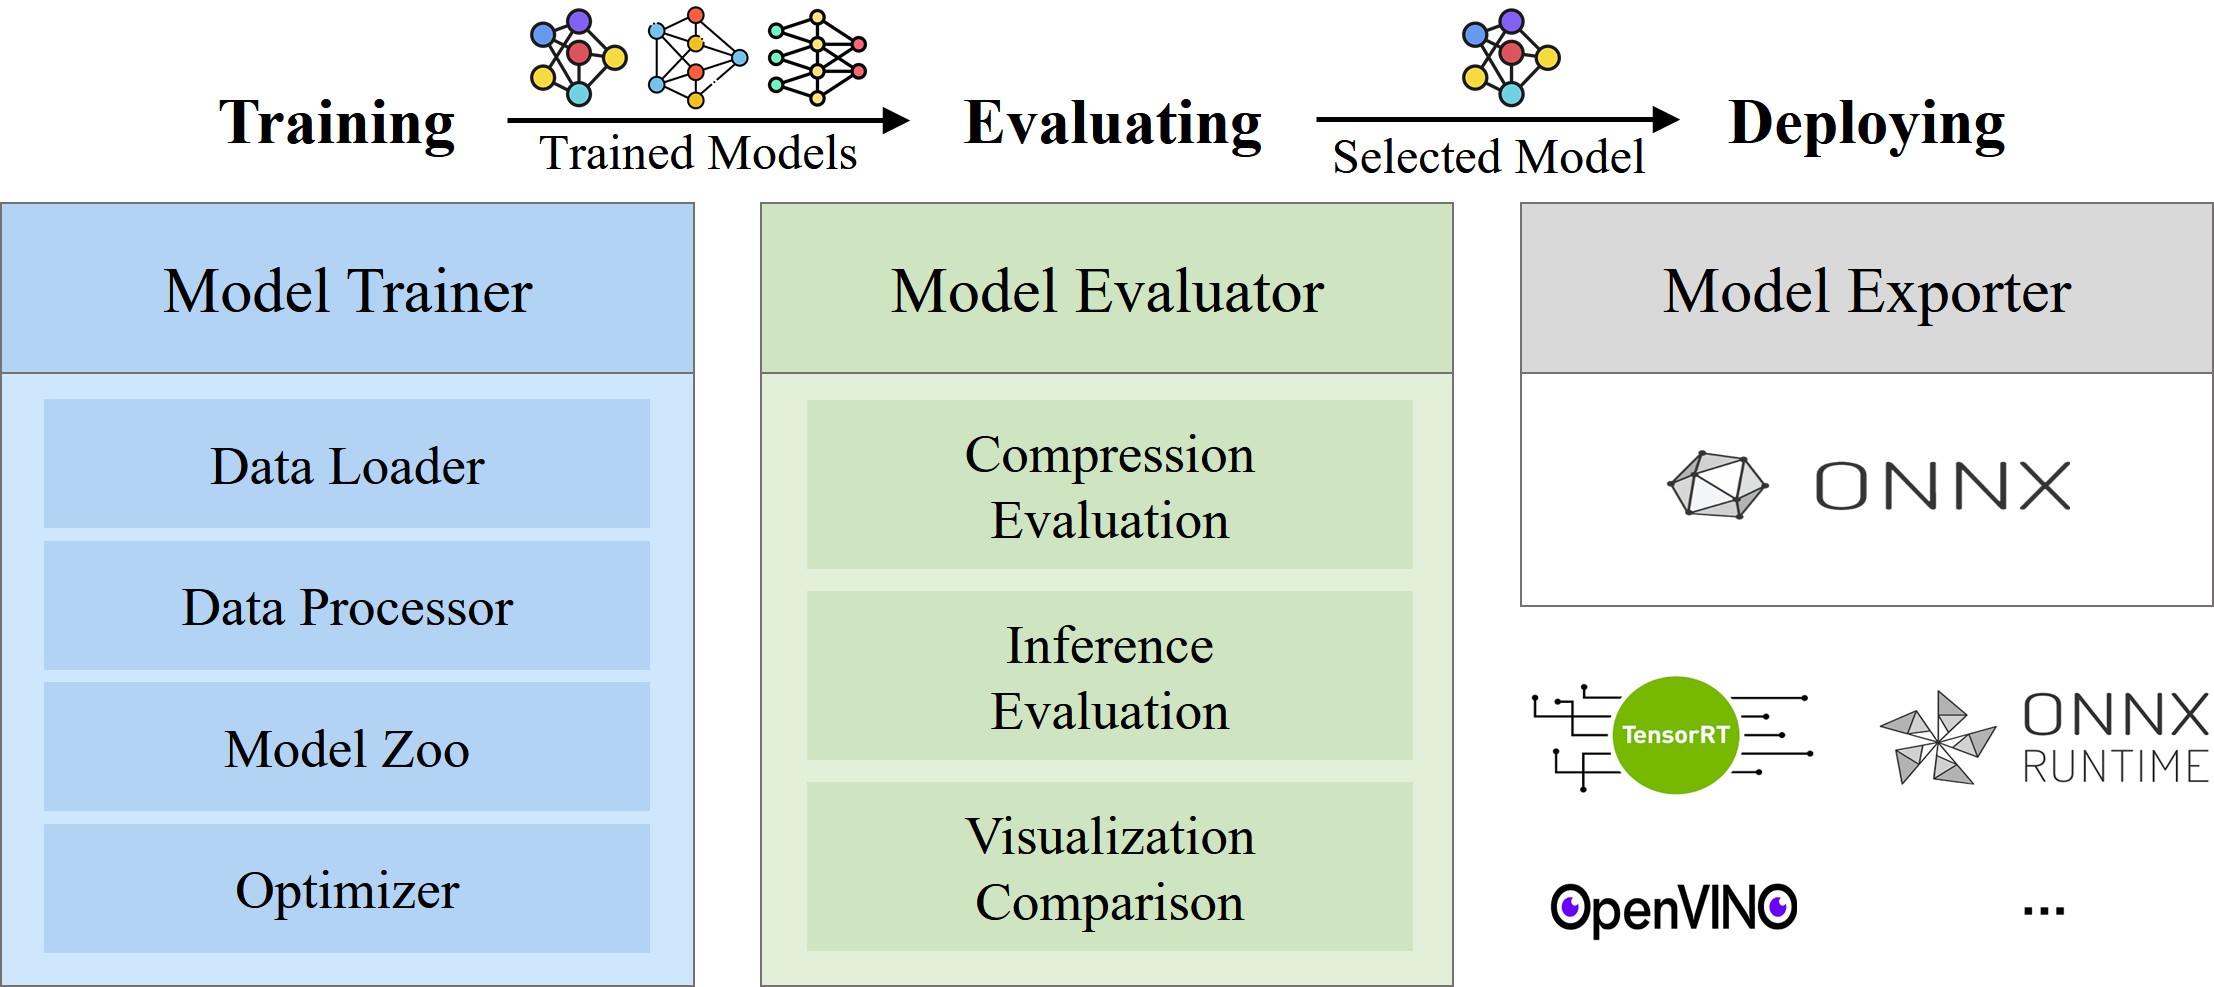 Training
Trained Models
Evaluating
Selected Model
Deploying
Model Trainer
Data Loader
Data Processor
Model Zoo
Optimizer
Model Evaluator
Compression
Evaluation
Inference
Evaluation
Visualization
Comparison
Model Exporter
ONNX
TensorRT
ONNX
RUNTIME
OpenVINO
...